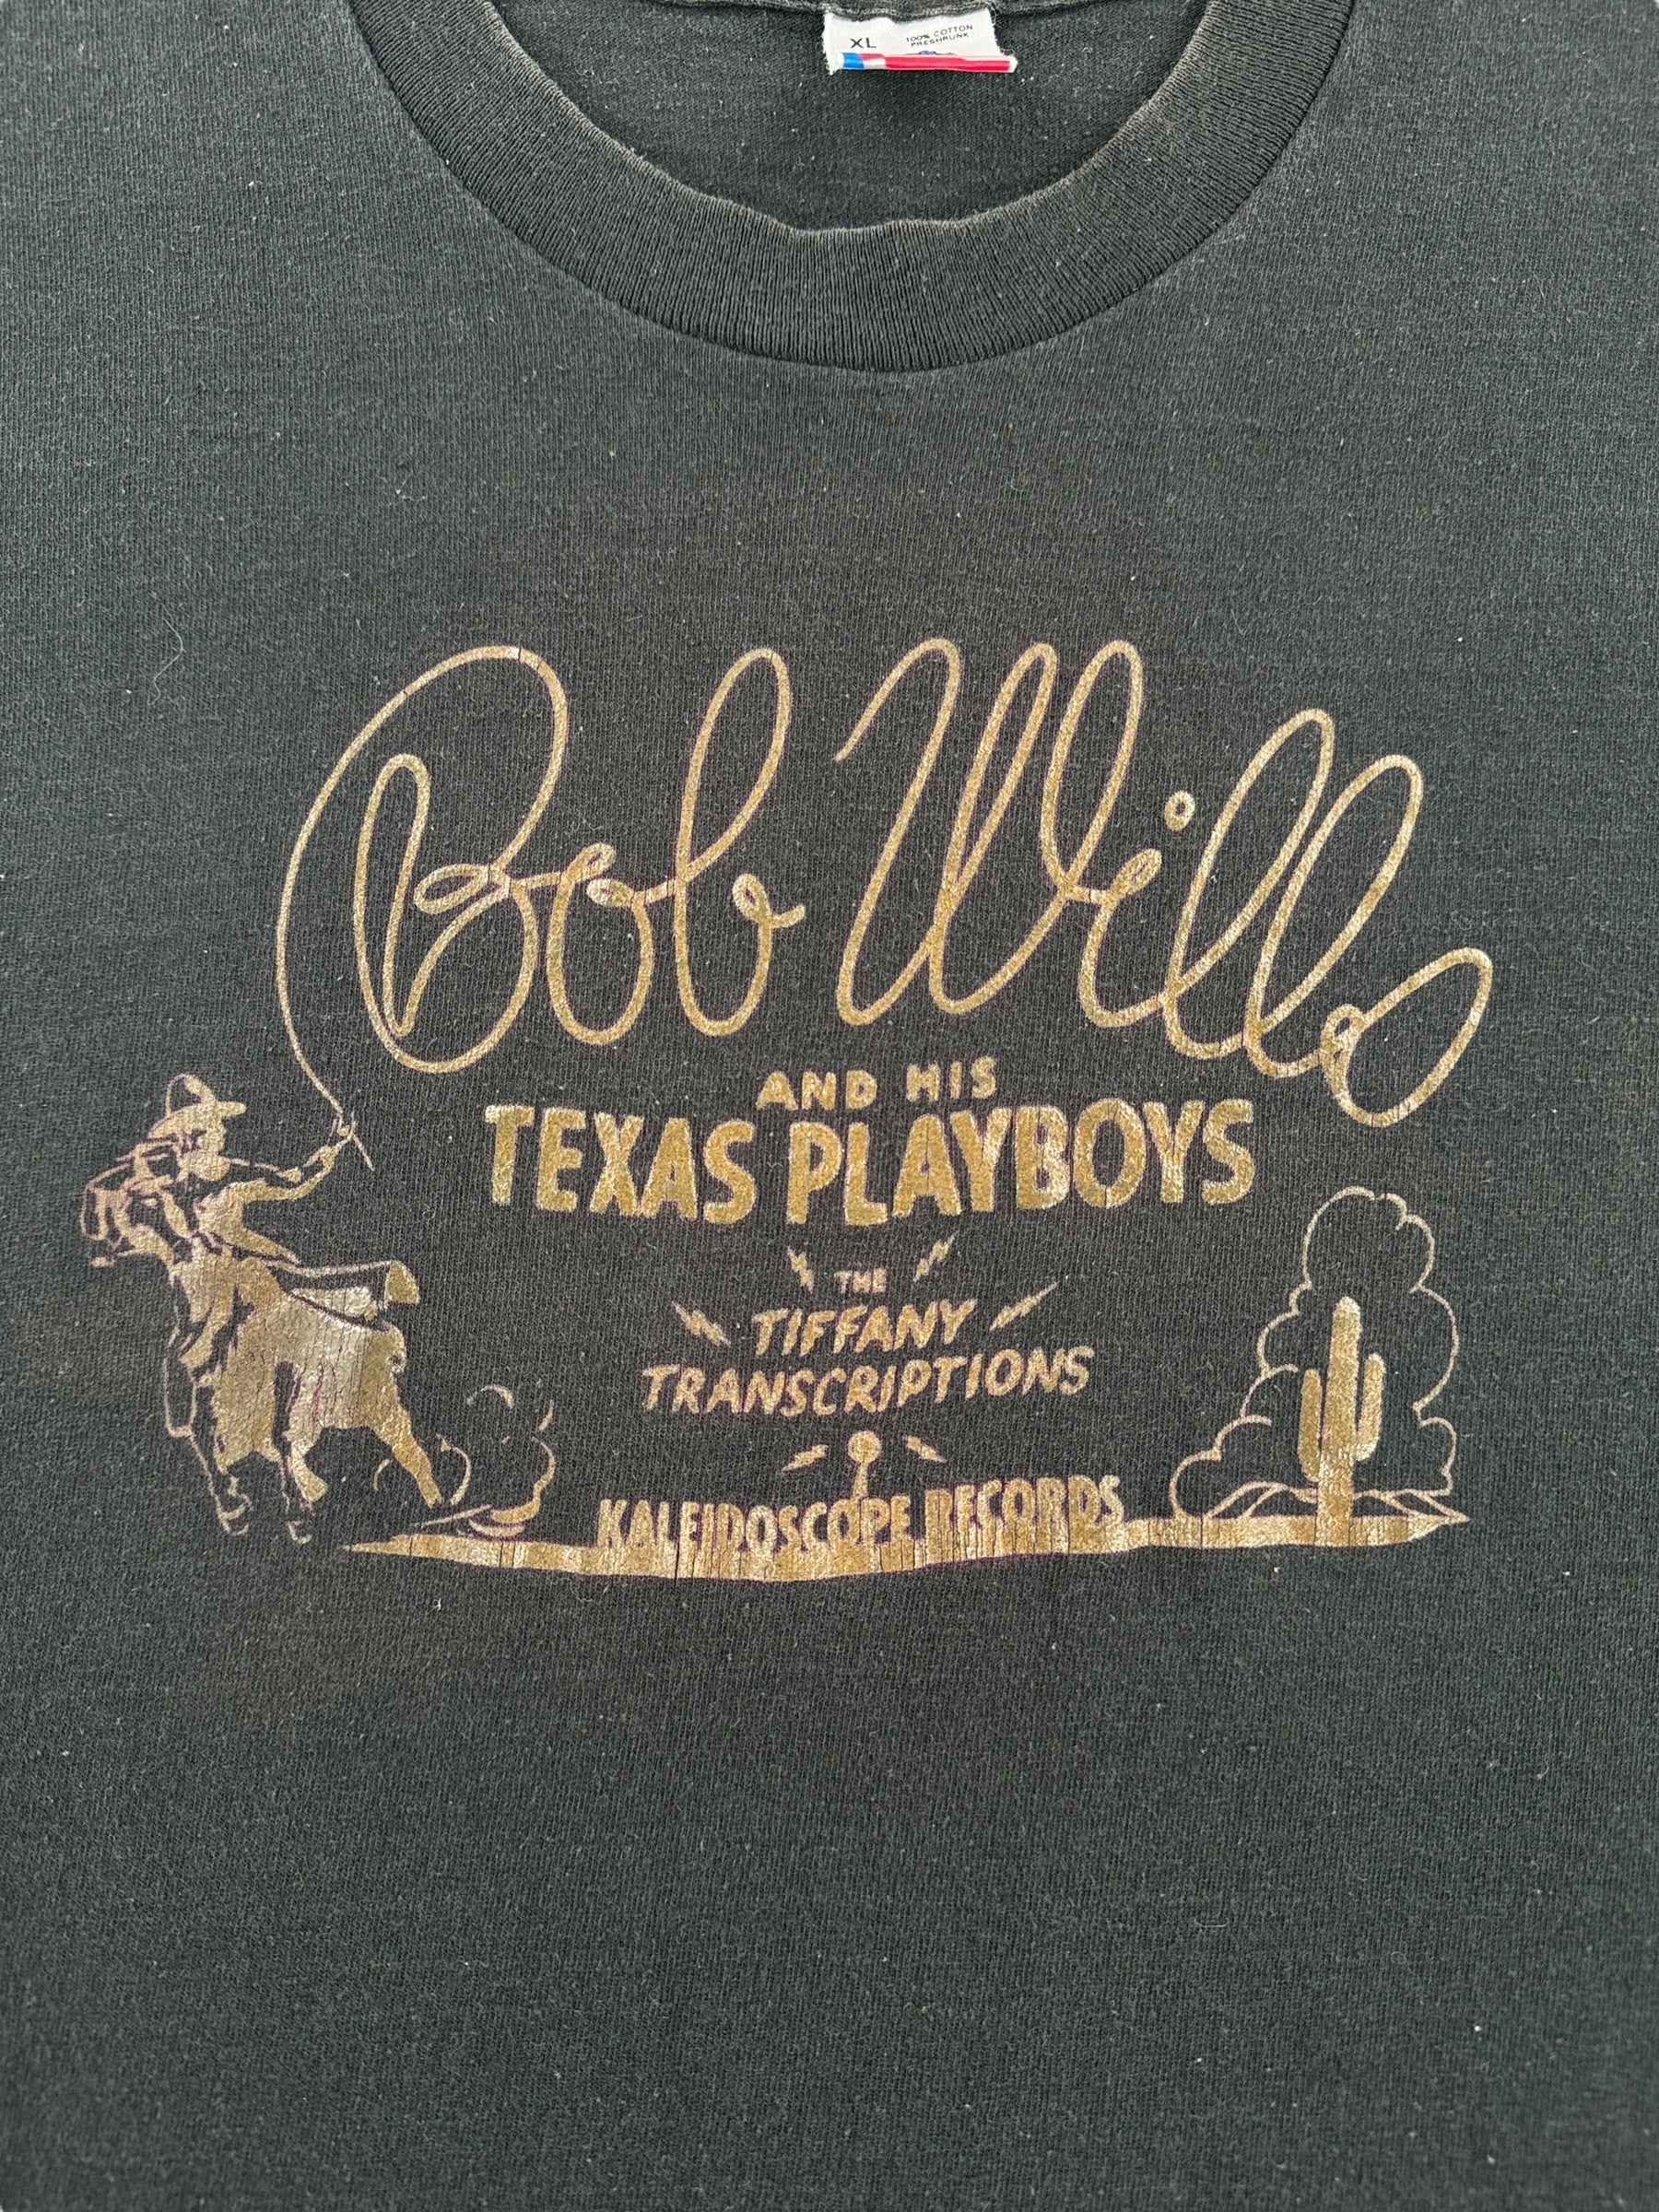 XL
100% COTTON
PRESHRUNK
Bob Wills
AND HIS
TEXAS PLAYBOYS
THE
TIFFANY
TRANSCRIPTIONS
KALEIDOSCOPE RECORDS